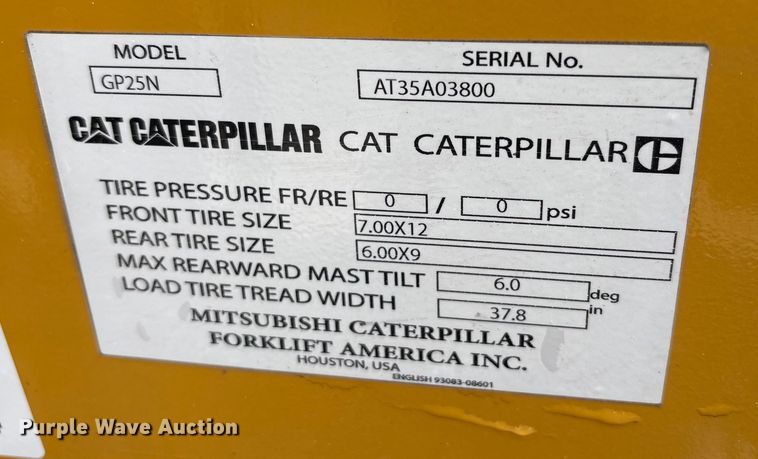 MODEL
GP25N
SERIAL No.
AT35A03800
CAT CATERPILLAR CAT CATERPILLAR
TIRE PRESSURE FR/RE 0 / 0 psi
FRONT TIRE SIZE 7.00X12
REAR TIRE SIZE 6.00X9
MAX REARWARD MAST TILT 6.0 deg
LOAD TIRE TREAD WIDTH 37.8 in
MITSUBISHI CATERPILLAR
FORKLIFT AMERICA INC.
HOUSTON, USA
ENGLISH 93083-08601
Purple Wave Auction